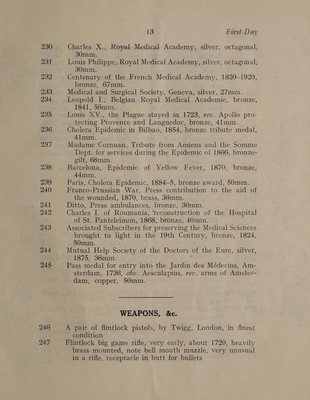 13 First Day
230 Charles X., Royal Medical Academy, silver, octagonal,
30mm.
231 Louis Philippe, Royal Medical Academy, silver, octagonal,
30mm.
232 Centenary of the French Medical Academy, 1820–1920,
bronze, 67mm.
233 Medical and Surgical Society, Geneva, silver, 27mm.
234 Leopold I., Belgian Royal Medical Academie, bronze,
1841, 56mm.
235 Louis XV., the Plague stayed in 1723, rev. Apollo pro-
tecting Provence and Languedoc, bronze, 41mm.
236 Cholera Epidemic in Bilbao, 1854, bronze tribute medal,
41mm.
237 Madame Cornuan, Tribute from Amiens and the Somme
Dept. for services during the Epidemic of 1866, bronze-
gilt, 68mm.
238 Barcelona, Epidemic of Yellow Fever, 1870, bronze,
44mm.
239 Paris, Cholera Epidemic, 1884–5, bronze award, 50mm.
240 Franco-Prussian War, Press contribution to the aid of
the wounded, 1870, brass, 36mm.
241 Ditto, Press ambulances, bronze, 36mm.
242 Charles I. of Roumania, reconstruction of the Hospital
of St. Panteleimon, 1868, bronze, 40mm.
243 Associated Subscribers for preserving the Medical Sciences
brought to light in the 19th Century, bronze, 1824,
50mm.
244 Mutual Help Society of the Doctors of the Eure, silver,
1875, 36mm.
245 Pass medal for entry into the Jardin des Médecins, Am-
sterdam, 1736, obv. Aesculapius, rev. arms of Amster-
dam, copper, 50mm.
WEAPONS, &c.
246 A pair of flintlock pistols, by Twigg, London, in finest
condition
247 Flintlock big game rifle, very early, about 1720, heavily
brass mounted, note bell mouth muzzle, very unusual
in a rifle, receptacle in butt for bullets